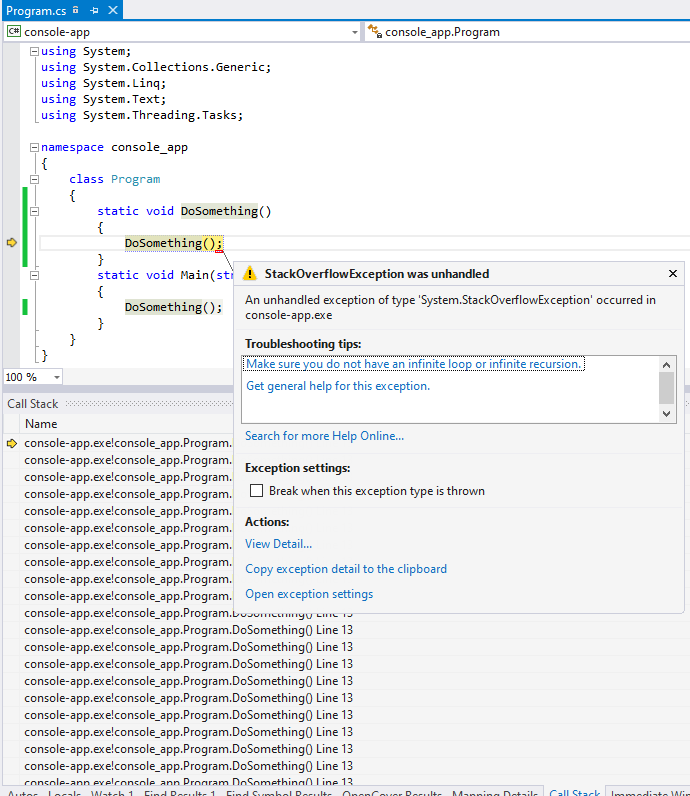 Program.cs
C# console-app console_app.Program
using System;
using System.Collections.Generic;
using System.Linq;
using System.Text;
using System.Threading.Tasks;
namespace console_app
{
class Program
{
static void DoSomething()
{
DoSomething();
}
static void Main(str
{
DoSomething();
}
}
}
StackOverflowException was unhandled
An unhandled exception of type 'System.StackOverflowException' occurred in
console-app.exe
Troubleshooting tips:
Make sure you do not have an infinite loop or infinite recursion.
Get general help for this exception.
Search for more Help Online...
Exception settings:
Break when this exception type is thrown
Actions:
View Detail...
Copy exception detail to the clipboard
Open exception settings
100 %
Call Stack
Name
console-app.exe!console_app.Program.
console-app.exe!console_app.Program.
console-app.exe!console_app.Program.
console-app.exe!console_app.Program.
console-app.exe!console_app.Program.
console-app.exe!console_app.Program.
console-app.exe!console_app.Program.
console-app.exe!console_app.Program.
console-app.exe!console_app.Program.
console-app.exe!console_app.Program.
console-app.exe!console_app.Program.DoSomething() Line 13
console-app.exe!console_app.Program.DoSomething() Line 13
console-app.exe!console_app.Program.DoSomething() Line 13
console-app.exe!console_app.Program.DoSomething() Line 13
console-app.exe!console_app.Program.DoSomething() Line 13
console-app.exe!console_app.Program.DoSomething() Line 13
console-app.exe!console_app.Program.DoSomething() Line 13
console-app.exe!console_app.Program.DoSomething() Line 13
console-app.exe!console_app.Program.DoSomething() Line 13
console-app.exe!console_app.Program.DoSomething() Line 13
console-app.exe!console_app.Program.DoSomething() Line 13
Autos Locals Watch 1 Find Results 1 Find Symbol Results OpenCover Results Mapping Details Call Stack Immediate Win